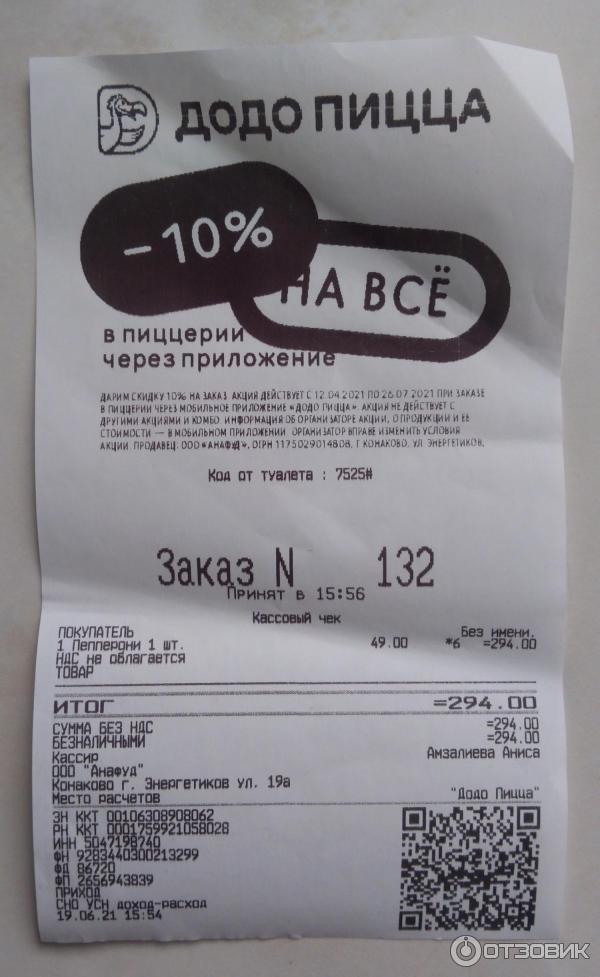 ДОДО ПИЦЦА
-10%
НА ВСЁ
в пиццерии
через приложение
ДАРИМ СКИДКУ 10% НА ЗАКАЗ. АКЦИЯ ДЕЙСТВУЕТ С 12.04.2021 ПО 26.07.2021 ПРИ ЗАКАЗЕ
В ПИЦЦЕРИИ ЧЕРЕЗ МОБИЛЬНОЕ ПРИЛОЖЕНИЕ «ДОДО ПИЦЦА». АКЦИЯ НЕ ДЕЙСТВУЕТ С
ДРУГИМИ АКЦИЯМИ И КОМБО. ИНФОРМАЦИЯ ОБ ОРГАНИЗАТОРЕ АКЦИИ, О ПРОДУКЦИИ И ЕЕ
СТОИМОСТИ — В МОБИЛЬНОМ ПРИЛОЖЕНИИ. ОРГАНИЗАТОР ВПРАВЕ ИЗМЕНИТЬ УСЛОВИЯ
АКЦИИ. ПРОДАВЕЦ: ООО «АНАФУД», ОГРН 1175029014808, Г. КОНАКОВО, УЛ. ЭНЕРГЕТИКОВ,
Код от туалета : 7525#
Заказ N 132
Принят в 15:56
Кассовый чек
ПОКУПАТЕЛЬ Без имени.
1 Пепперони 1 шт. 49.00 *6 =294.00
НДС не облагается
ТОВАР
ИТОГ =294.00
СУММА БЕЗ НДС =294.00
БЕЗНАЛИЧНЫМИ =294.00
Кассир Амзалиева Аниса
ООО "Анафуд"
Конаково г. Энергетиков ул. 19а
Место расчетов "Додо Пицца"
ЗН ККТ 00106308908062
РН ККТ 0001759921058028
ИНН 5047198740
ФН 9283440300213299
ФД 86720
ФП 2656943839
ПРИХОД
СНО УСН доход-расход
19.06.21 15:54
ОТЗОВИК